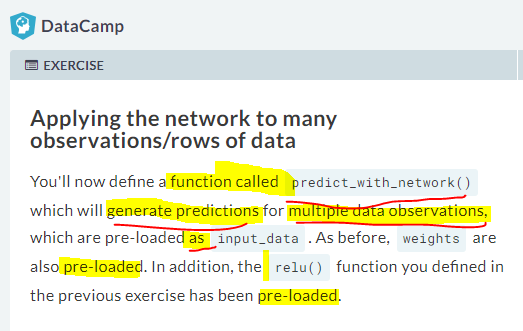 DataCamp
EXERCISE
Applying the network to many
observations/rows of data
You'll now define a function called predict_with_network()
which will generate predictions for multiple data observations,
which are pre-loaded as input_data . As before, weights are
also pre-loaded. In addition, the relu() function you defined in
the previous exercise has been pre-loaded.